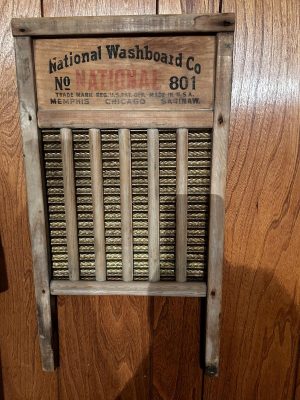 National Washboard Co
No NATIONAL 801
TRADE MARK REG. U.S. PAT. OFF. MADE IN U.S.A.
MEMPHIS CHICAGO SAGINAW.